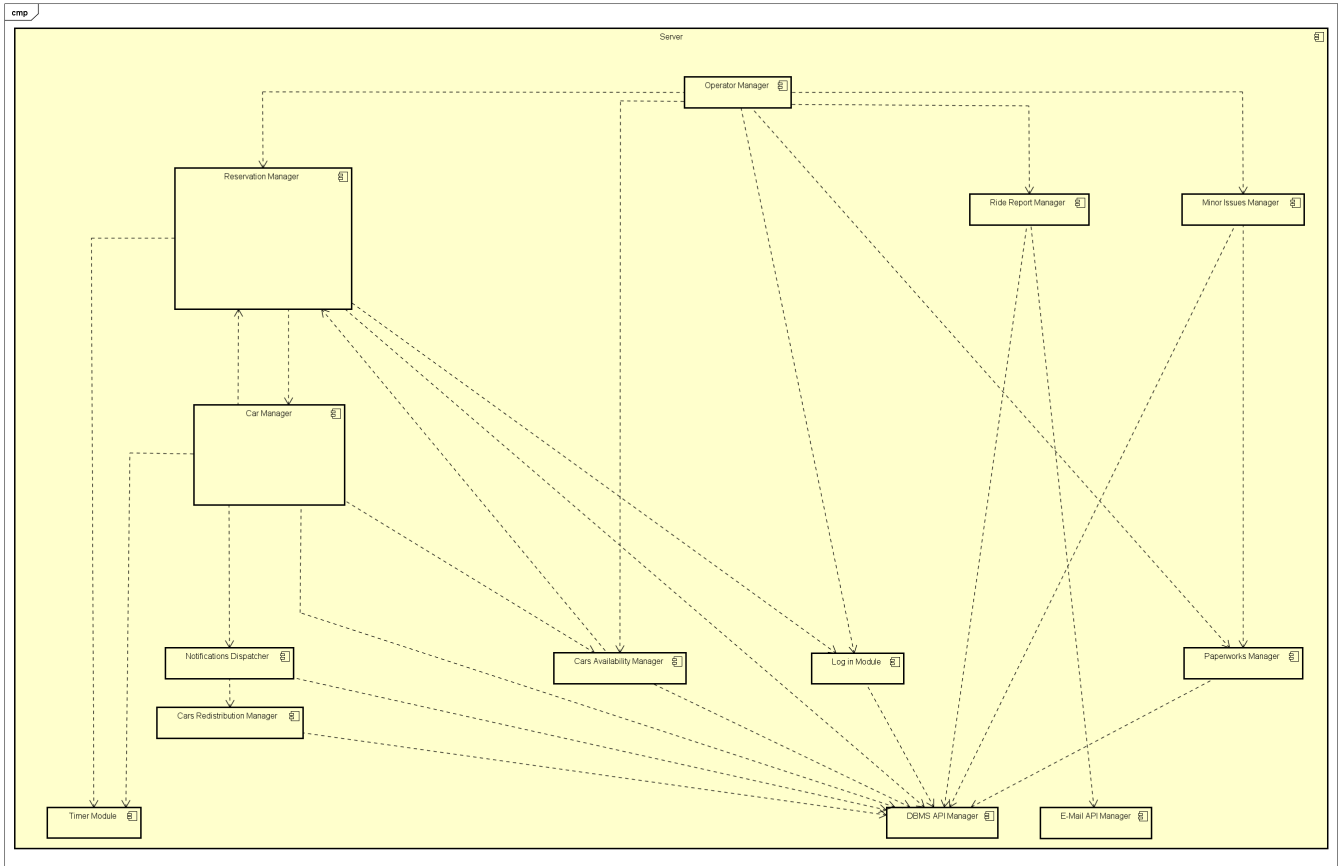 cmp
Server
Operator Manager
Reservation Manager
Ride Report Manager
Minor Issues Manager
Car Manager
Notifications Dispatcher
Cars Availability Manager
Log in Module
Paperworks Manager
Cars Redistribution Manager
Timer Module
DBMS API Manager
E-Mail API Manager